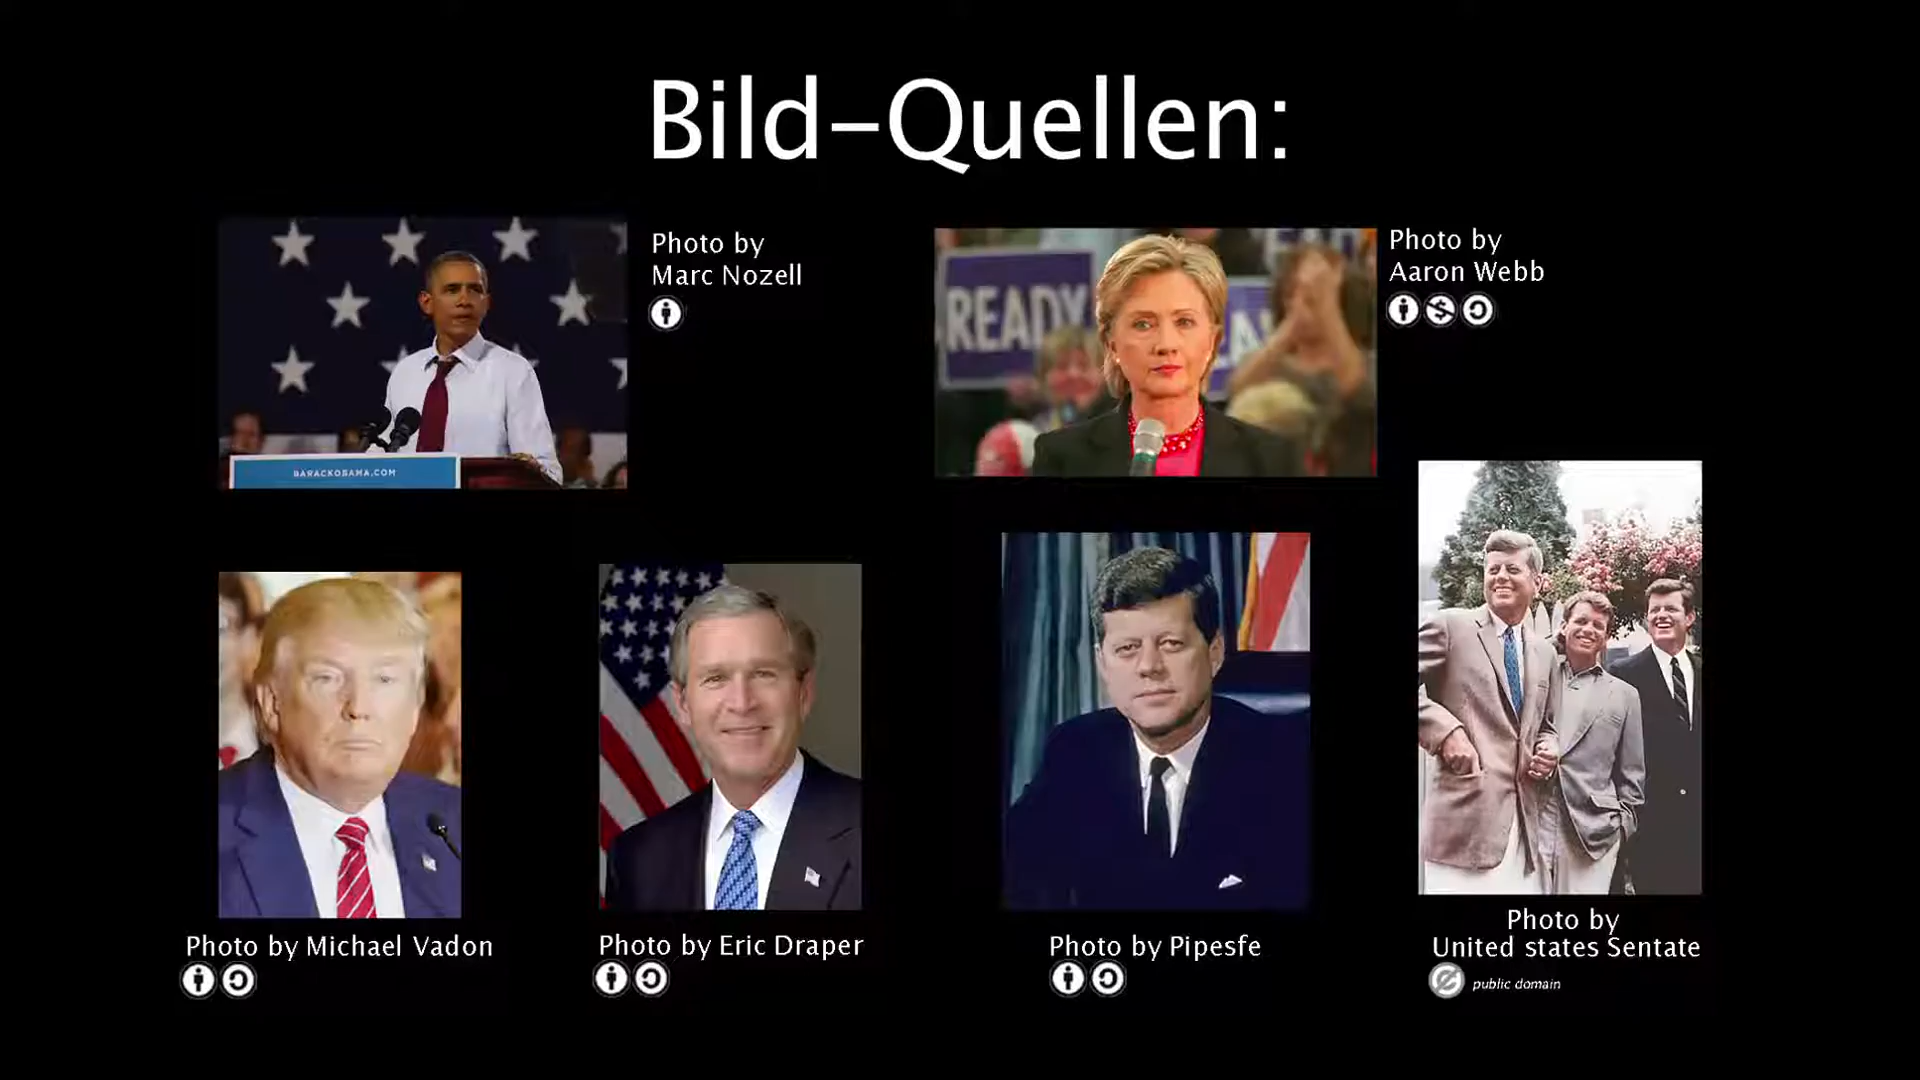 Bild-Quellen:
Photo by
Marc Nozell
Photo by
Aaron Webb
READY
BARACKOBAMA.COM
Photo by Michael Vadon
Photo by Eric Draper
Photo by Pipesfe
Photo by
United states Sentate
public domain